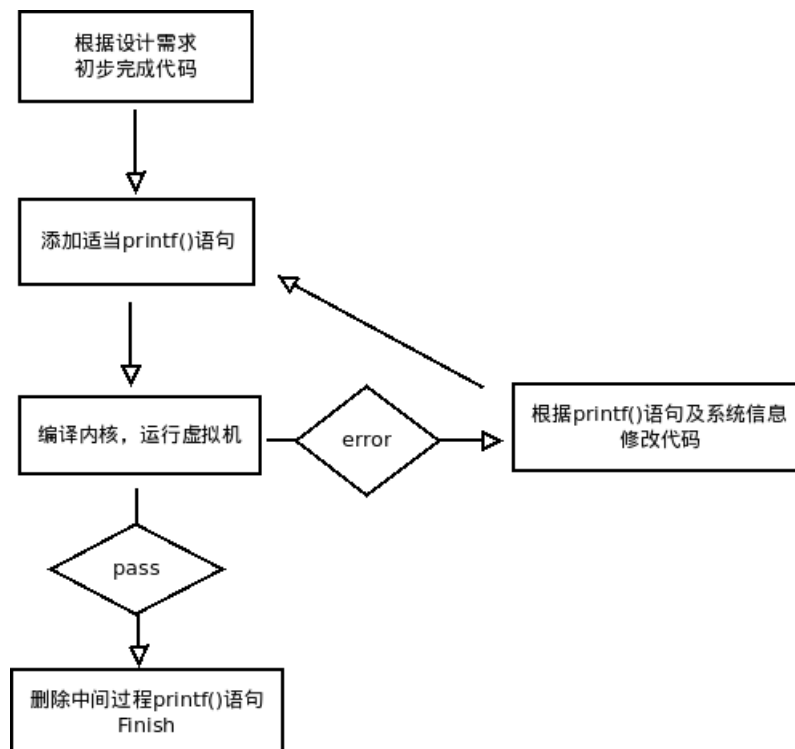 根据设计需求
初步完成代码
添加适当printf()语句
编译内核，运行虚拟机
error
根据printf()语句及系统信息
修改代码
pass
删除中间过程printf()语句
Finish